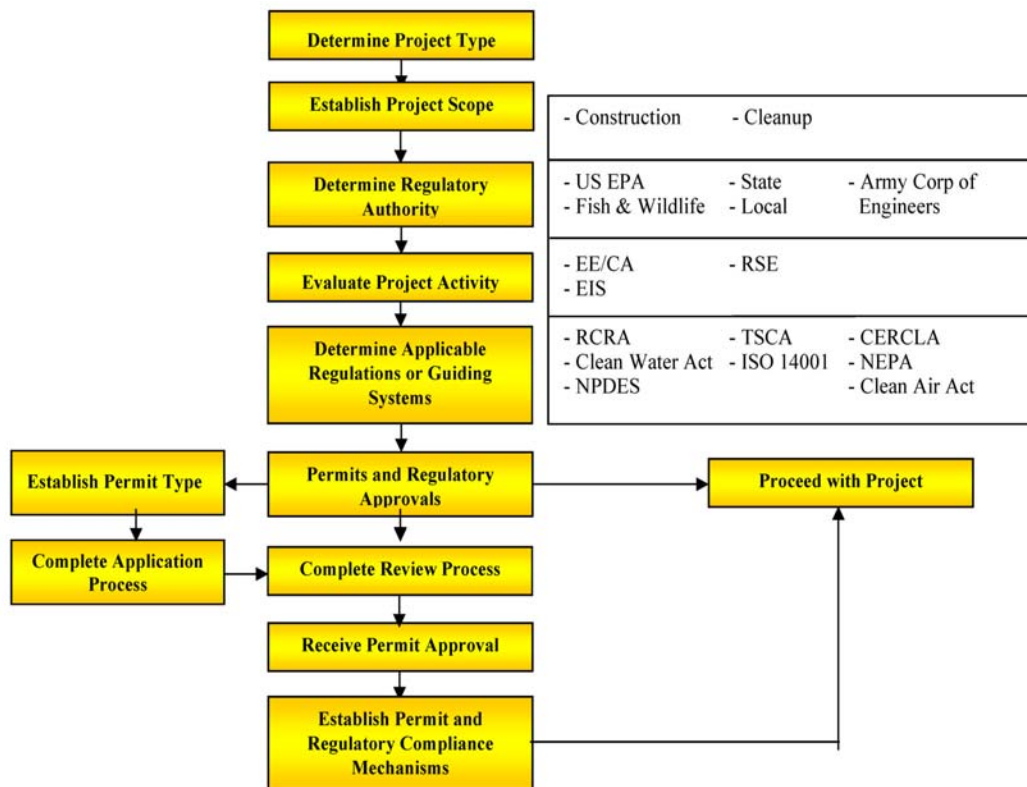 Determine Project Type
Establish Project Scope
- Construction - Cleanup
Determine Regulatory
Authority
- US EPA - State - Army Corp of
- Fish & Wildlife - Local Engineers
Evaluate Project Activity
- EE/CA - RSE
- EIS
Determine Applicable
Regulations or Guiding
Systems
- RCRA - TSCA - CERCLA
- Clean Water Act - ISO 14001 - NEPA
- NPDES - Clean Air Act
Establish Permit Type
Permits and Regulatory
Approvals
Proceed with Project
Complete Application
Process
Complete Review Process
Receive Permit Approval
Establish Permit and
Regulatory Compliance
Mechanisms